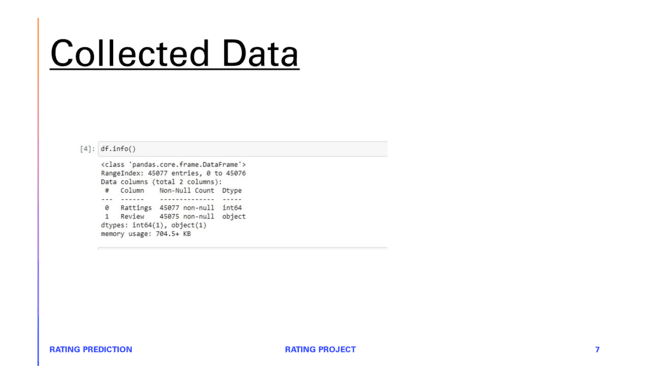 Collected Data
[4]: df.info()
<class 'pandas.core.frame.DataFrame'>
RangeIndex: 45077 entries, 0 to 45076
Data columns (total 2 columns):
 #   Column    Non-Null Count  Dtype
---  ------    --------------  -----
 0   Rattings  45077 non-null  int64
 1   Review    45075 non-null  object
dtypes: int64(1), object(1)
memory usage: 704.5+ KB
RATING PREDICTION RATING PROJECT 7